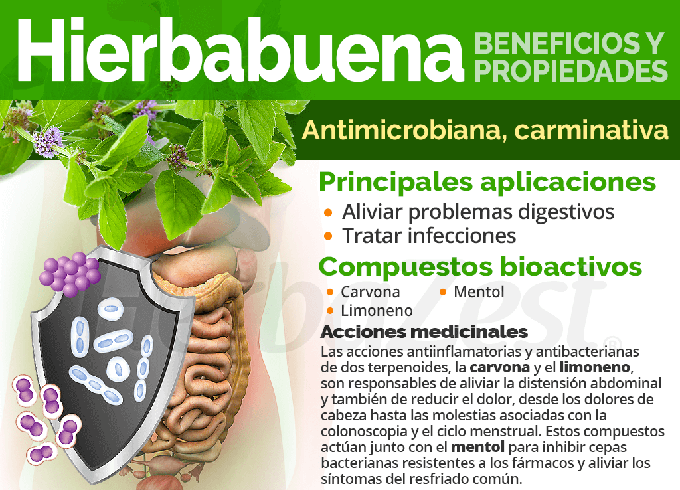 Hierbabuena BENEFICIOS Y
PROPIEDADES
Antimicrobiana, carminativa
Principales aplicaciones
• Aliviar problemas digestivos
• Tratar infecciones
Compuestos bioactivos
• Carvona • Mentol
• Limoneno
HerbaZest®
Acciones medicinales
Las acciones antiinflamatorias y antibacterianas
de dos terpenoides, la carvona y el limoneno,
son responsables de aliviar la distensión abdominal
y también de reducir el dolor, desde los dolores de
cabeza hasta las molestias asociadas con la
colonoscopia y el ciclo menstrual. Estos compuestos
actúan junto con el mentol para inhibir cepas
bacterianas resistentes a los fármacos y aliviar los
síntomas del resfriado común.